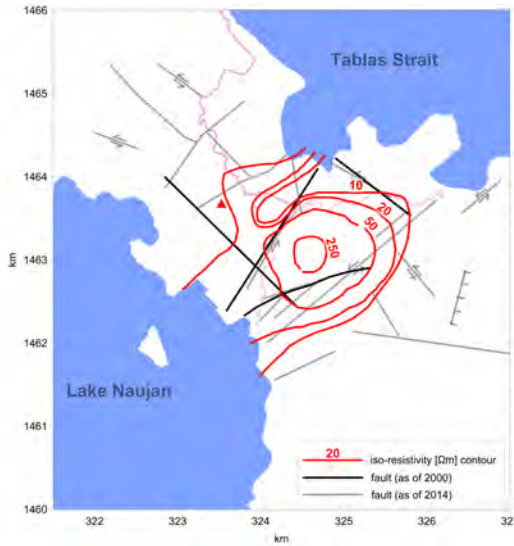 1466
1465
1464
1463
1462
1461
1460
km
Tablas Strait
10
20
50
250
Lake Naujan
20
iso-resistivity [Ωm] contour
fault (as of 2000)
fault (as of 2014)
322
323
324
325
326
km